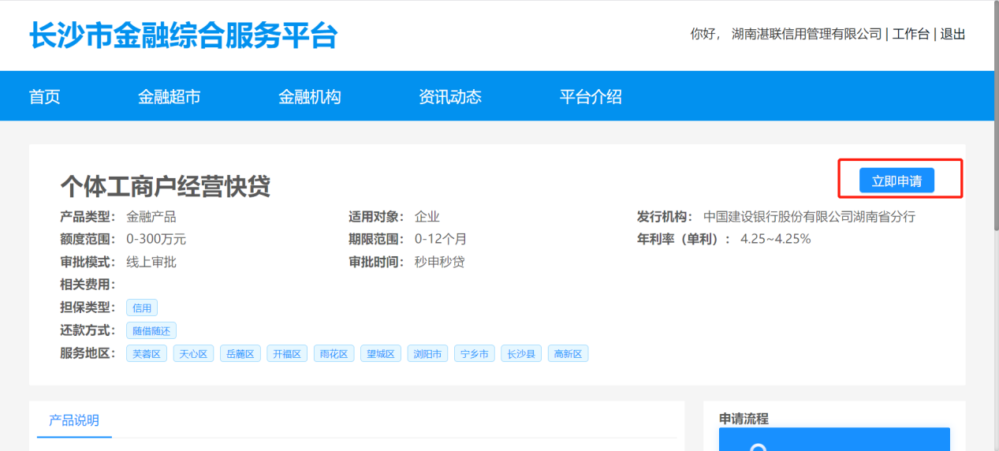 长沙市金融综合服务平台
你好， 湖南湛联信用管理有限公司 | 工作台 | 退出
首页 金融超市 金融机构 资讯动态 平台介绍
个体工商户经营快贷
立即申请
产品类型： 金融产品 适用对象： 企业 发行机构： 中国建设银行股份有限公司湖南省分行
额度范围： 0-300万元 期限范围： 0-12个月 年利率（单利）： 4.25~4.25%
审批模式： 线上审批 审批时间： 秒申秒贷
相关费用：
担保类型： 信用
还款方式： 随借随还
服务地区： 芙蓉区 天心区 岳麓区 开福区 雨花区 望城区 浏阳市 宁乡市 长沙县 高新区
产品说明
申请流程